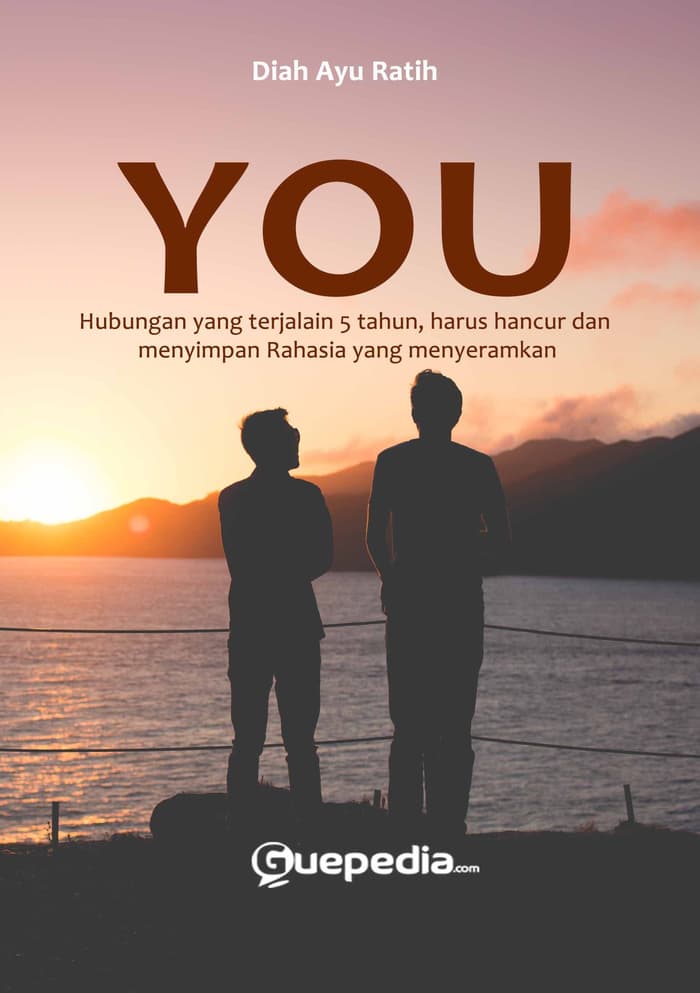 Diah Ayu Ratih
YOU
Hubungan yang terjalain 5 tahun, harus hancur dan
menyimpan Rahasia yang menyeramkan
Guepedia.com